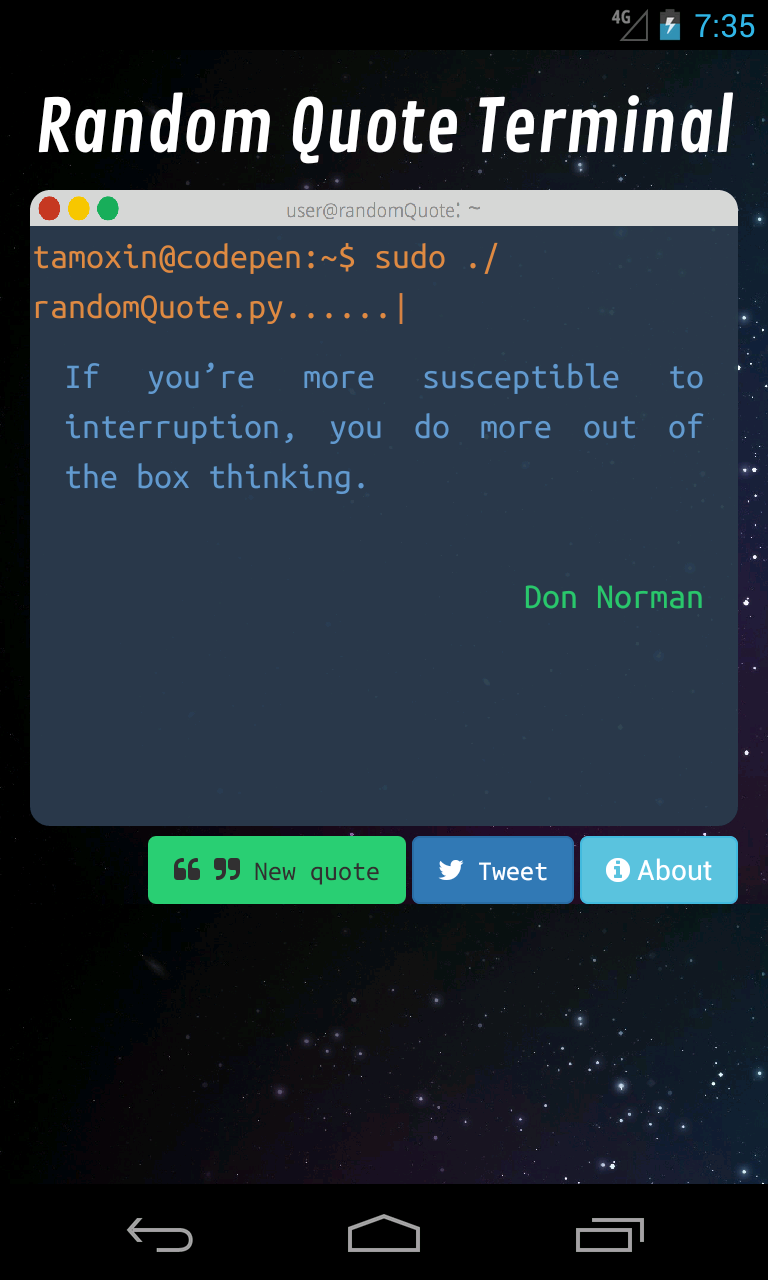 4G 7:35
Random Quote Terminal
user@randomQuote: ~
tamoxin@codepen:~$ sudo ./
randomQuote.py......|
If you’re more susceptible to
interruption, you do more out of
the box thinking.
Don Norman
New quote Tweet About